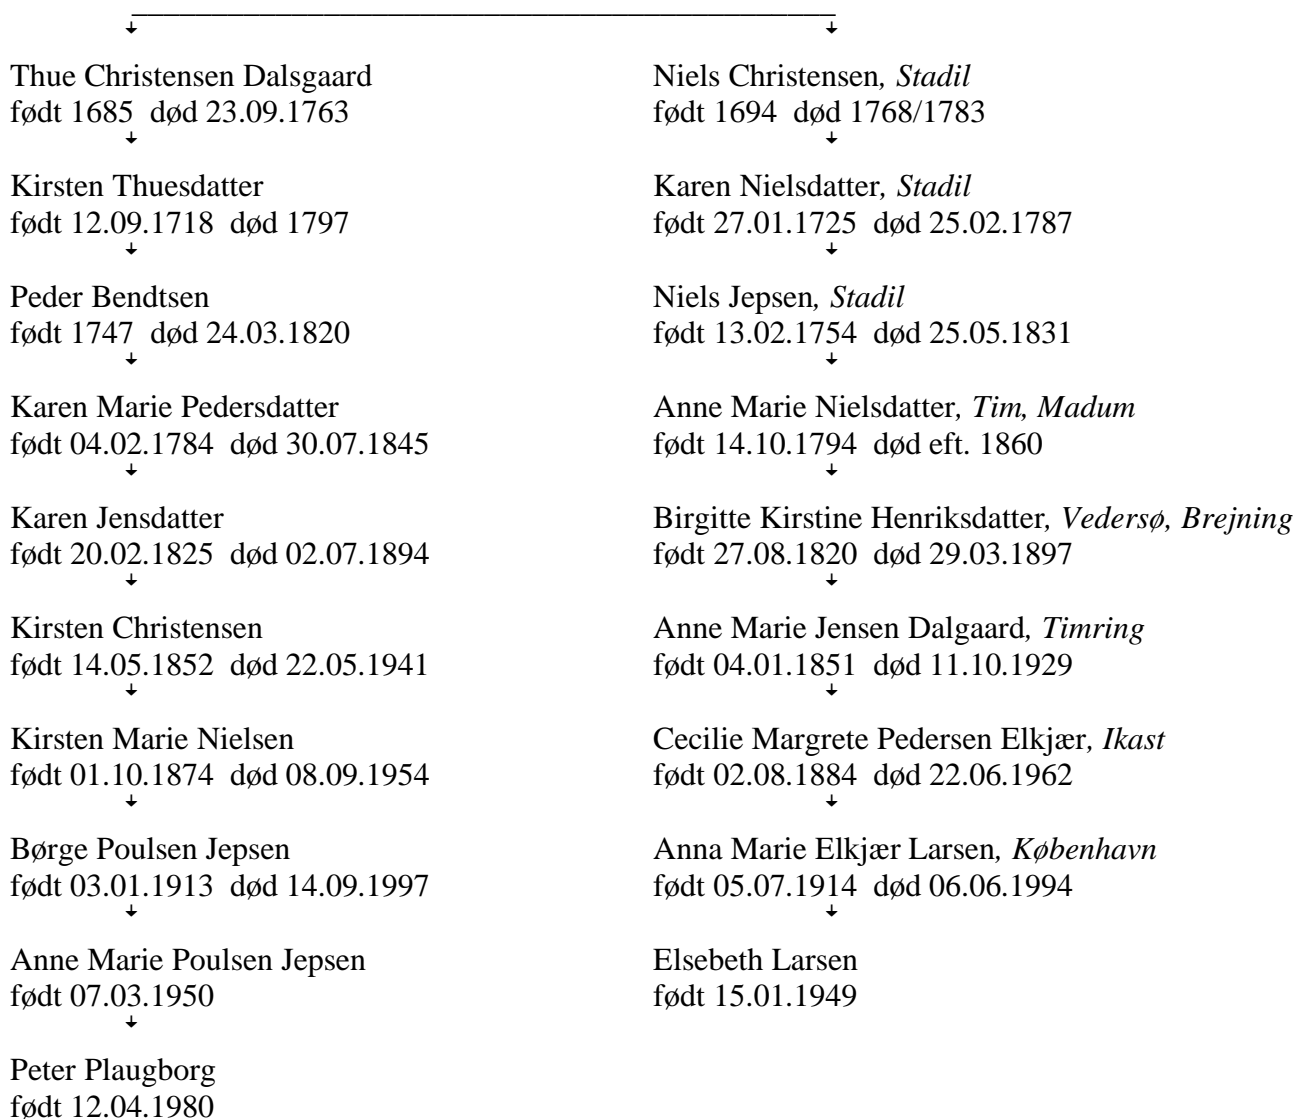 Thue Christensen Dalsgaard
født 1685  død 23.09.1763
Kirsten Thuesdatter
født 12.09.1718  død 1797
Peder Bendtsen
født 1747  død 24.03.1820
Karen Marie Pedersdatter
født 04.02.1784  død 30.07.1845
Karen Jensdatter
født 20.02.1825  død 02.07.1894
Kirsten Christensen
født 14.05.1852  død 22.05.1941
Kirsten Marie Nielsen
født 01.10.1874  død 08.09.1954
Børge Poulsen Jepsen
født 03.01.1913  død 14.09.1997
Anne Marie Poulsen Jepsen
født 07.03.1950
Peter Plaugborg
født 12.04.1980
Niels Christensen, Stadil
født 1694  død 1768/1783
Karen Nielsdatter, Stadil
født 27.01.1725  død 25.02.1787
Niels Jepsen, Stadil
født 13.02.1754  død 25.05.1831
Anne Marie Nielsdatter, Tim, Madum
født 14.10.1794  død eft. 1860
Birgitte Kirstine Henriksdatter, Vedersø, Brejning
født 27.08.1820  død 29.03.1897
Anne Marie Jensen Dalgaard, Timring
født 04.01.1851  død 11.10.1929
Cecilie Margrete Pedersen Elkjær, Ikast
født 02.08.1884  død 22.06.1962
Anna Marie Elkjær Larsen, København
født 05.07.1914  død 06.06.1994
Elsebeth Larsen
født 15.01.1949